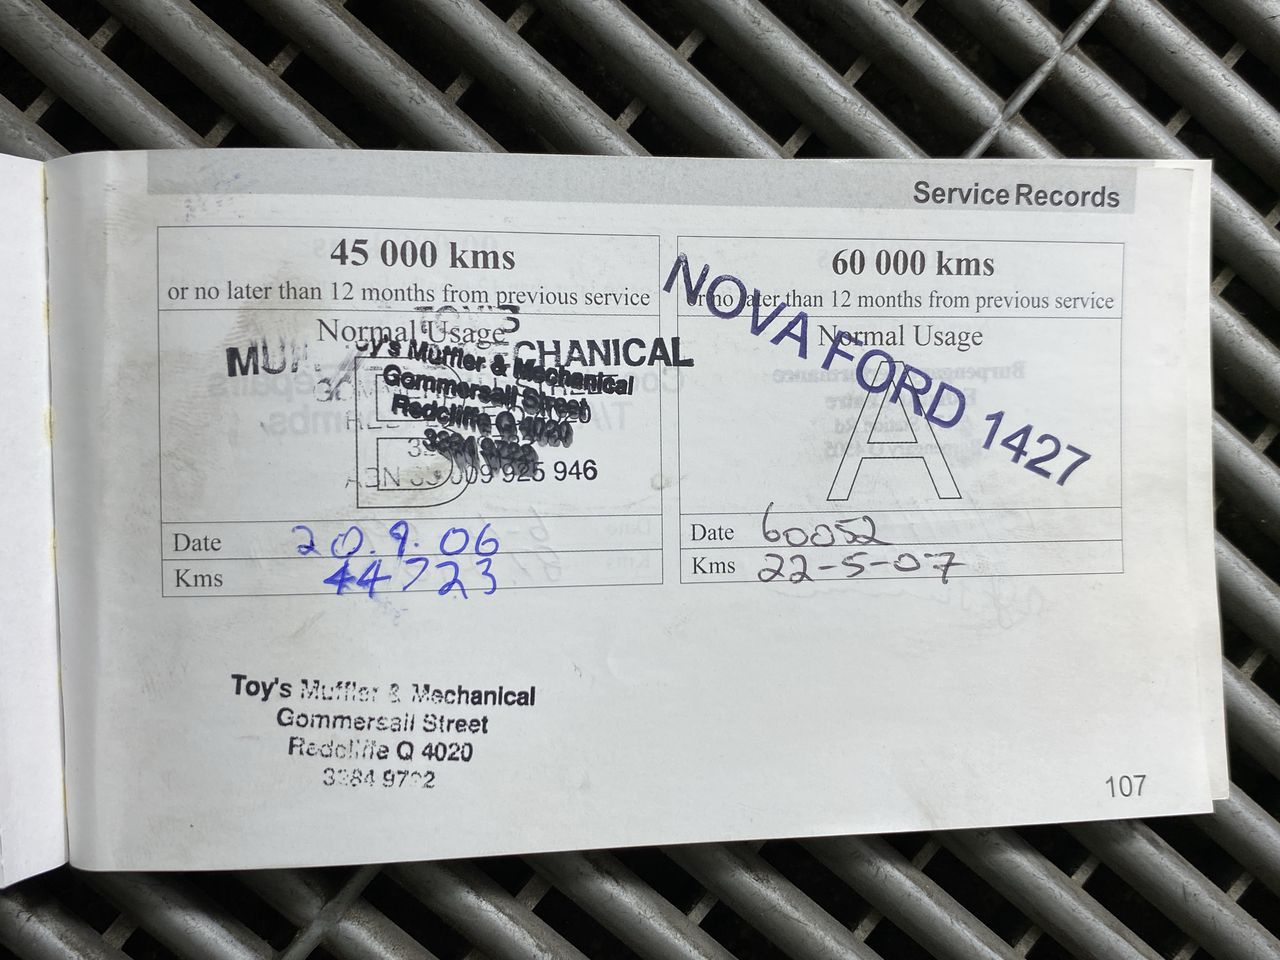 Service Records
45 000 kms
or no later than 12 months from previous service
Normal Usage
CHANICAL
Toy's Muffler & Mechanical
Gommersall Street
Redcliffe Q 4020
ABN 009 925 946
B
Date 20.9.06
Kms 44723
60 000 kms
or no later than 12 months from previous service
Normal Usage
NOVA FORD 1427
A
Date 60052
Kms 22-5-07
Toy's Muffler & Mechanical
Gommersall Street
Redcliffe Q 4020
107